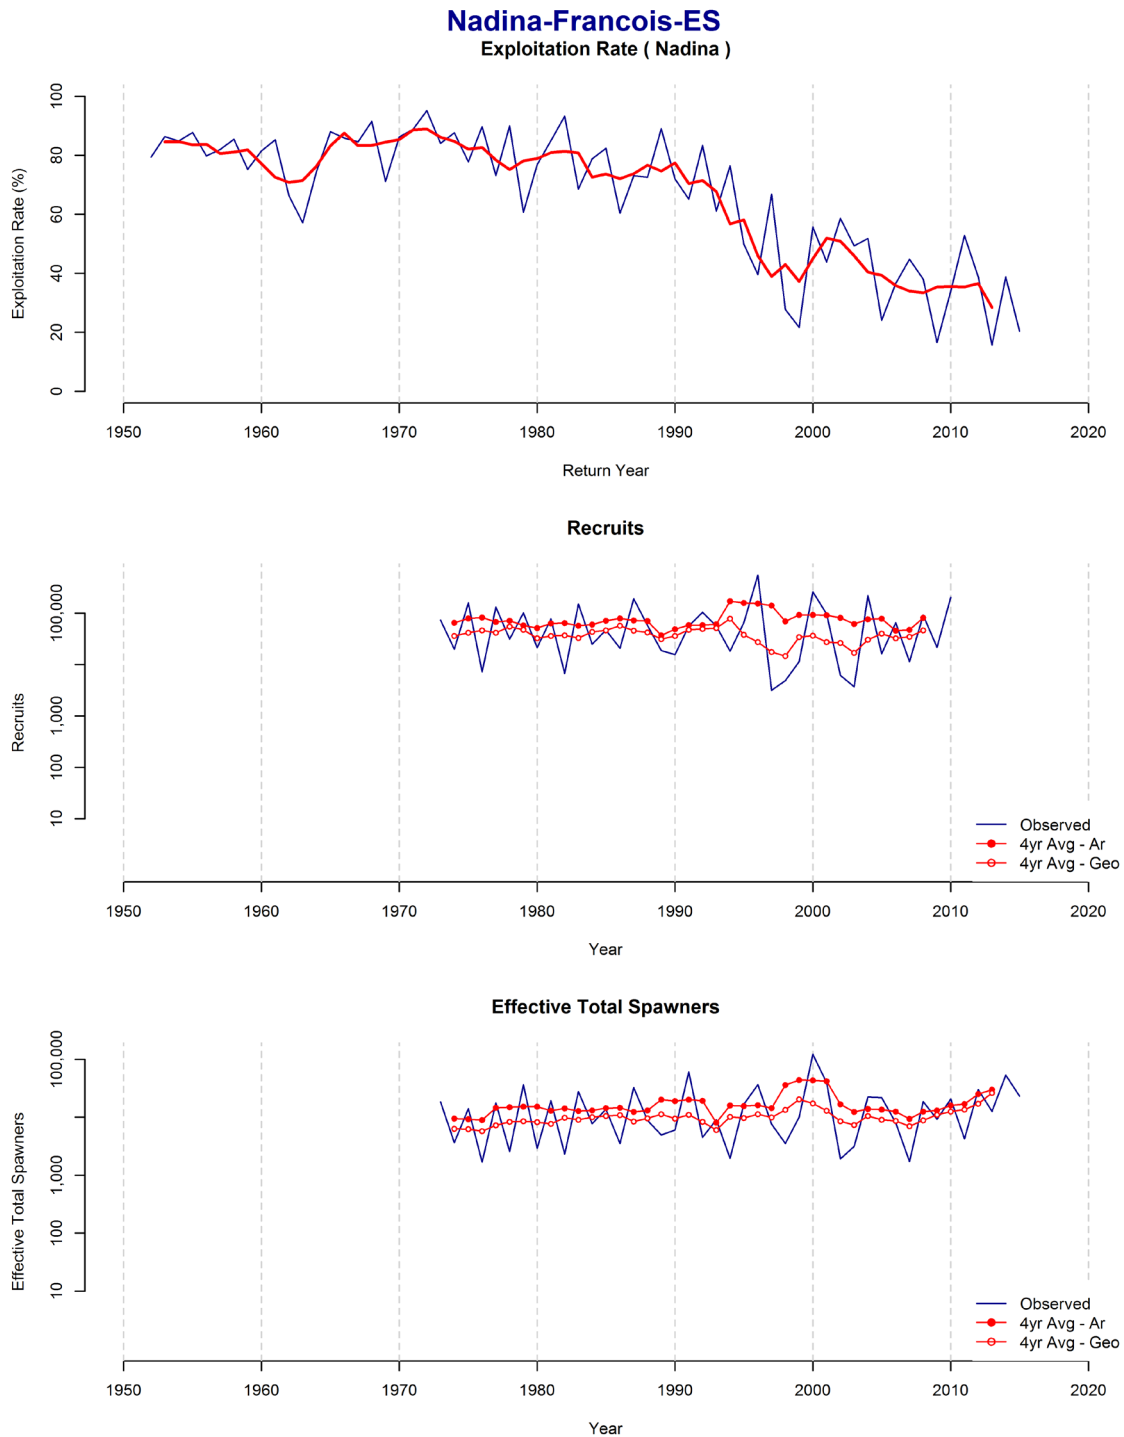 Nadina-Francois-ES
Exploitation Rate ( Nadina )
Exploitation Rate (%)
100
80
60
40
20
0
1950 1960 1970 1980 1990 2000 2010 2020
Return Year
Recruits
Recruits
100,000
1,000
100
10
Observed
4yr Avg - Ar
4yr Avg - Geo
1950 1960 1970 1980 1990 2000 2010 2020
Year
Effective Total Spawners
Effective Total Spawners
100,000
1,000
100
10
Observed
4yr Avg - Ar
4yr Avg - Geo
1950 1960 1970 1980 1990 2000 2010 2020
Year